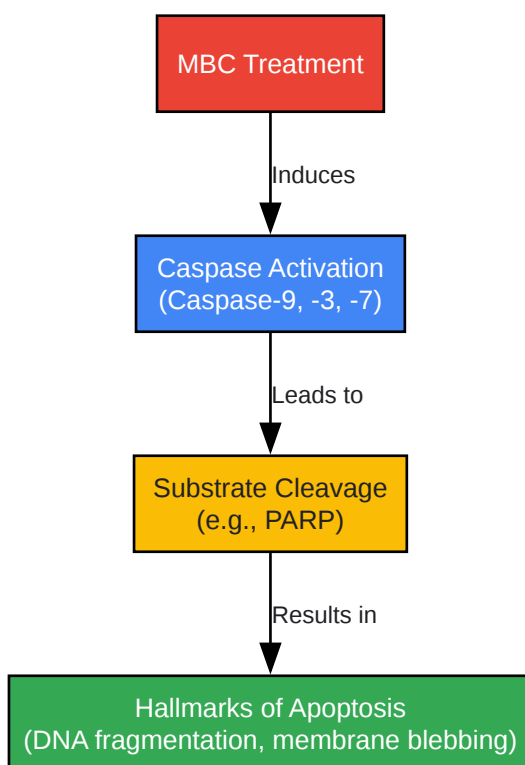 MBC Treatment
Induces
Caspase Activation
(Caspase-9, -3, -7)
Leads to
Substrate Cleavage
(e.g., PARP)
Results in
Hallmarks of Apoptosis
(DNA fragmentation, membrane blebbing)